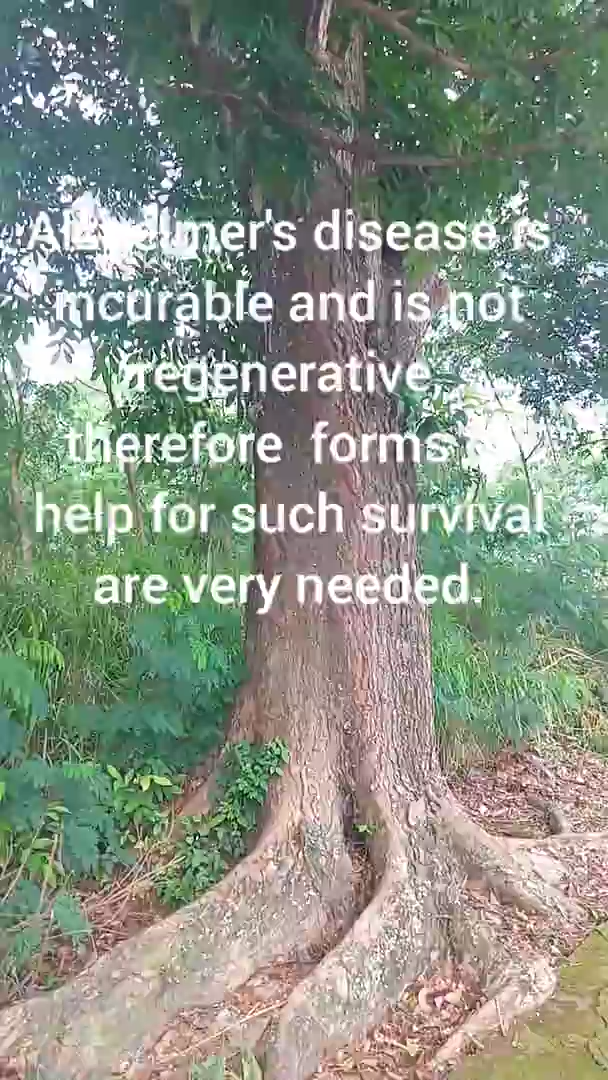 Alzheimer's disease is
incurable and is not
regenerative
therefore forms
help for such survival
are very needed.